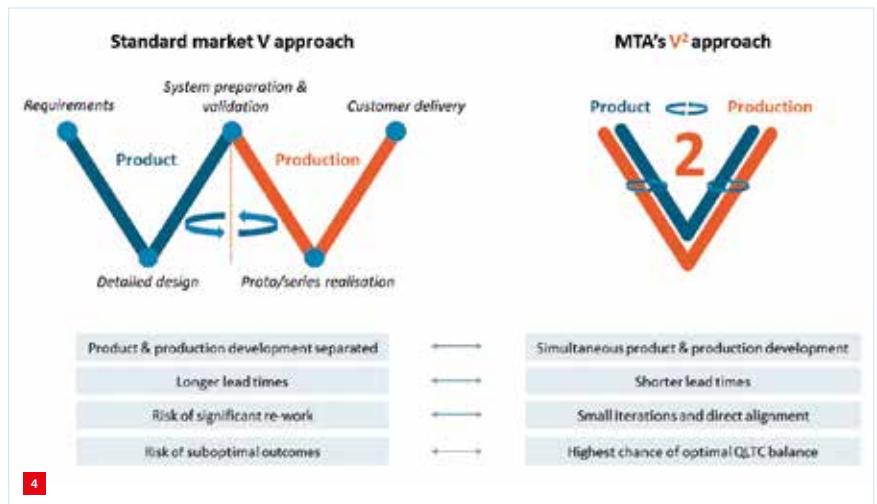 Standard market V approach
MTA's V² approach
Requirements
System preparation &
validation
Customer delivery
Product
Production
Product
Production
2
Detailed design
Proto/series realisation
Product & production development separated
Simultaneous product & production development
Longer lead times
Shorter lead times
Risk of significant re-work
Small iterations and direct alignment
Risk of suboptimal outcomes
Highest chance of optimal QLTC balance
4